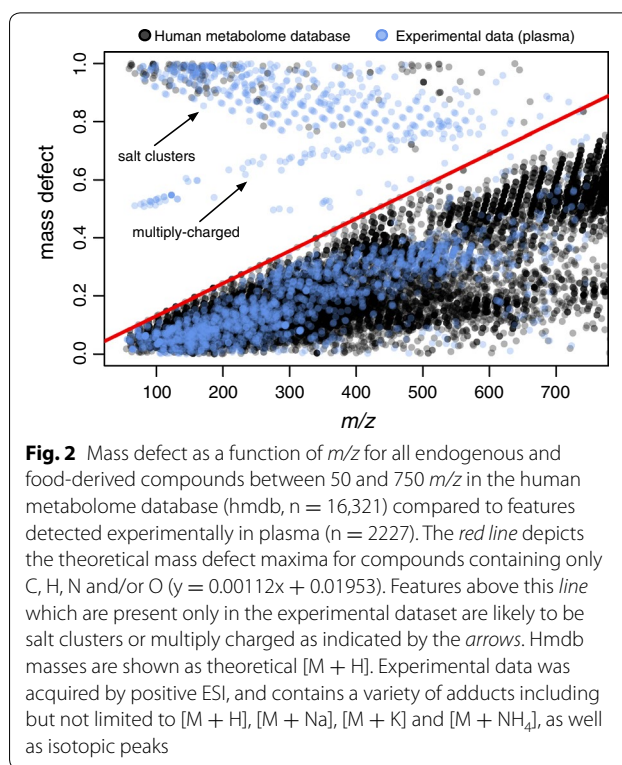 Human metabolome database Experimental data (plasma)
1.0
0.8
0.6
0.4
0.2
0.0
mass defect
salt clusters
multiply-charged
100 200 300 400 500 600 700
m/z
Fig. 2 Mass defect as a function of m/z for all endogenous and
food-derived compounds between 50 and 750 m/z in the human
metabolome database (hmdb, n = 16,321) compared to features
detected experimentally in plasma (n = 2227). The red line depicts
the theoretical mass defect maxima for compounds containing only
C, H, N and/or O (y = 0.00112x + 0.01953). Features above this line
which are present only in the experimental dataset are likely to be
salt clusters or multiply charged as indicated by the arrows. Hmdb
masses are shown as theoretical [M + H]. Experimental data was
acquired by positive ESI, and contains a variety of adducts including
but not limited to [M + H], [M + Na], [M + K] and [M + NH₄], as well
as isotopic peaks